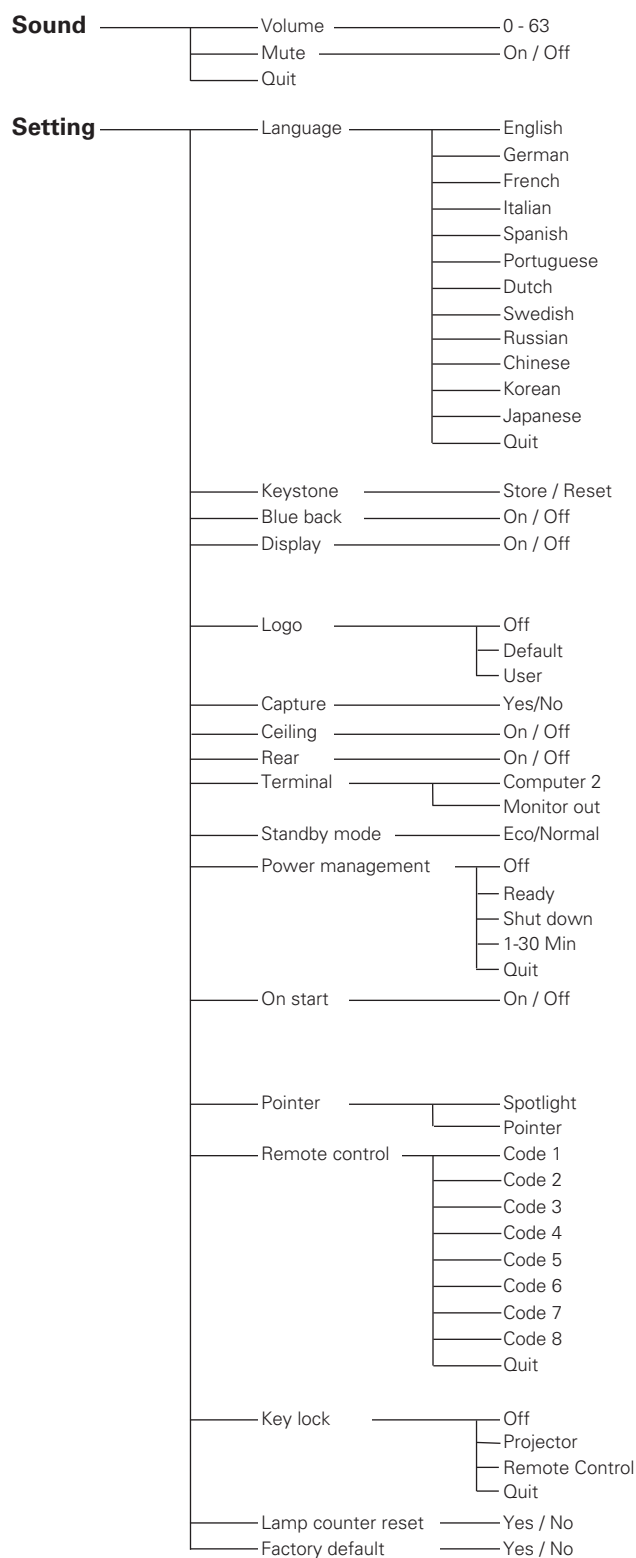 Sound Volume 0 - 63
Mute On / Off
Quit
Setting Language English
German
French
Italian
Spanish
Portuguese
Dutch
Swedish
Russian
Chinese
Korean
Japanese
Quit
Keystone Store / Reset
Blue back On / Off
Display On / Off
Logo Off
Default
User
Capture Yes/No
Ceiling On / Off
Rear On / Off
Terminal Computer 2
Monitor out
Standby mode Eco/Normal
Power management Off
Ready
Shut down
1-30 Min
Quit
On start On / Off
Pointer Spotlight
Pointer
Remote control Code 1
Code 2
Code 3
Code 4
Code 5
Code 6
Code 7
Code 8
Quit
Key lock Off
Projector
Remote Control
Quit
Lamp counter reset Yes / No
Factory default Yes / No